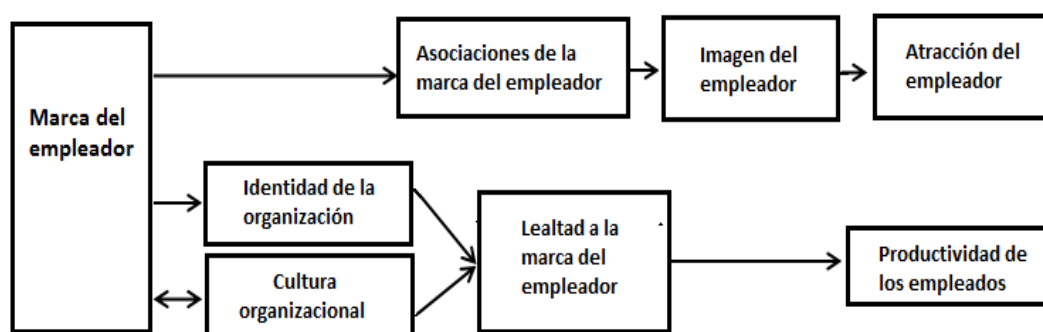 Marca del
empleador
Asociaciones de la
marca del empleador
Imagen del
empleador
Atracción del
empleador
Identidad de la
organización
Cultura
organizacional
Lealtad a la
marca del
empleador
Productividad de
los empleados